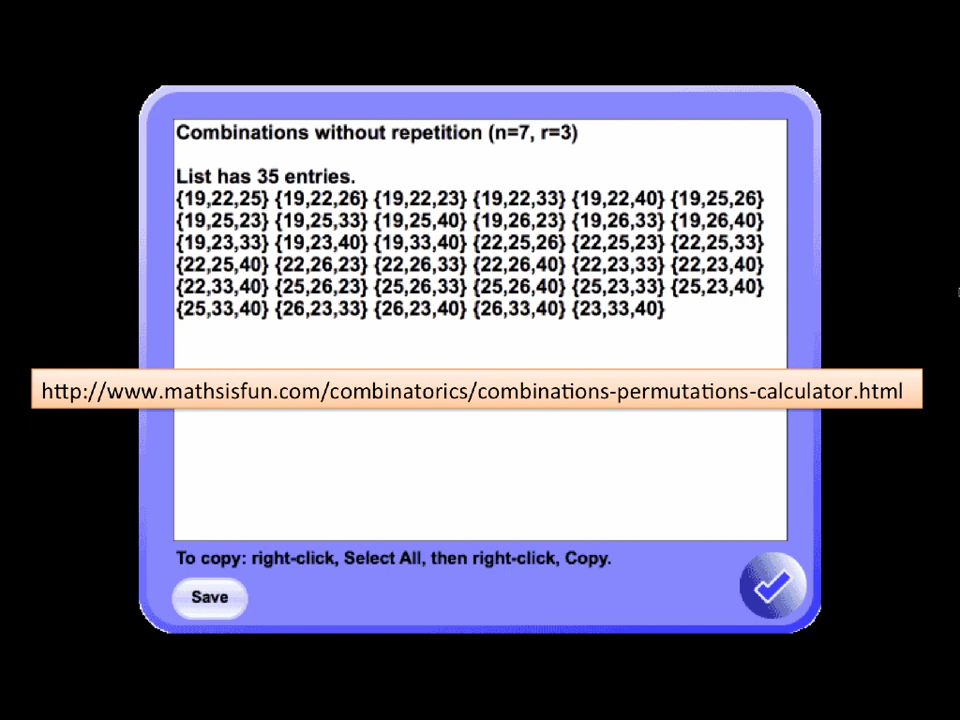 Combinations without repetition (n=7, r=3)
List has 35 entries.
{19,22,25} {19,22,26} {19,22,23} {19,22,33} {19,22,40} {19,25,26}
{19,25,23} {19,25,33} {19,25,40} {19,26,23} {19,26,33} {19,26,40}
{19,23,33} {19,23,40} {19,33,40} {22,25,26} {22,25,23} {22,25,33}
{22,25,40} {22,26,23} {22,26,33} {22,26,40} {22,23,33} {22,23,40}
{22,33,40} {25,26,23} {25,26,33} {25,26,40} {25,23,33} {25,23,40}
{25,33,40} {26,23,33} {26,23,40} {26,33,40} {23,33,40}
http://www.mathsisfun.com/combinatorics/combinations-permutations-calculator.html
To copy: right-click, Select All, then right-click, Copy.
Save